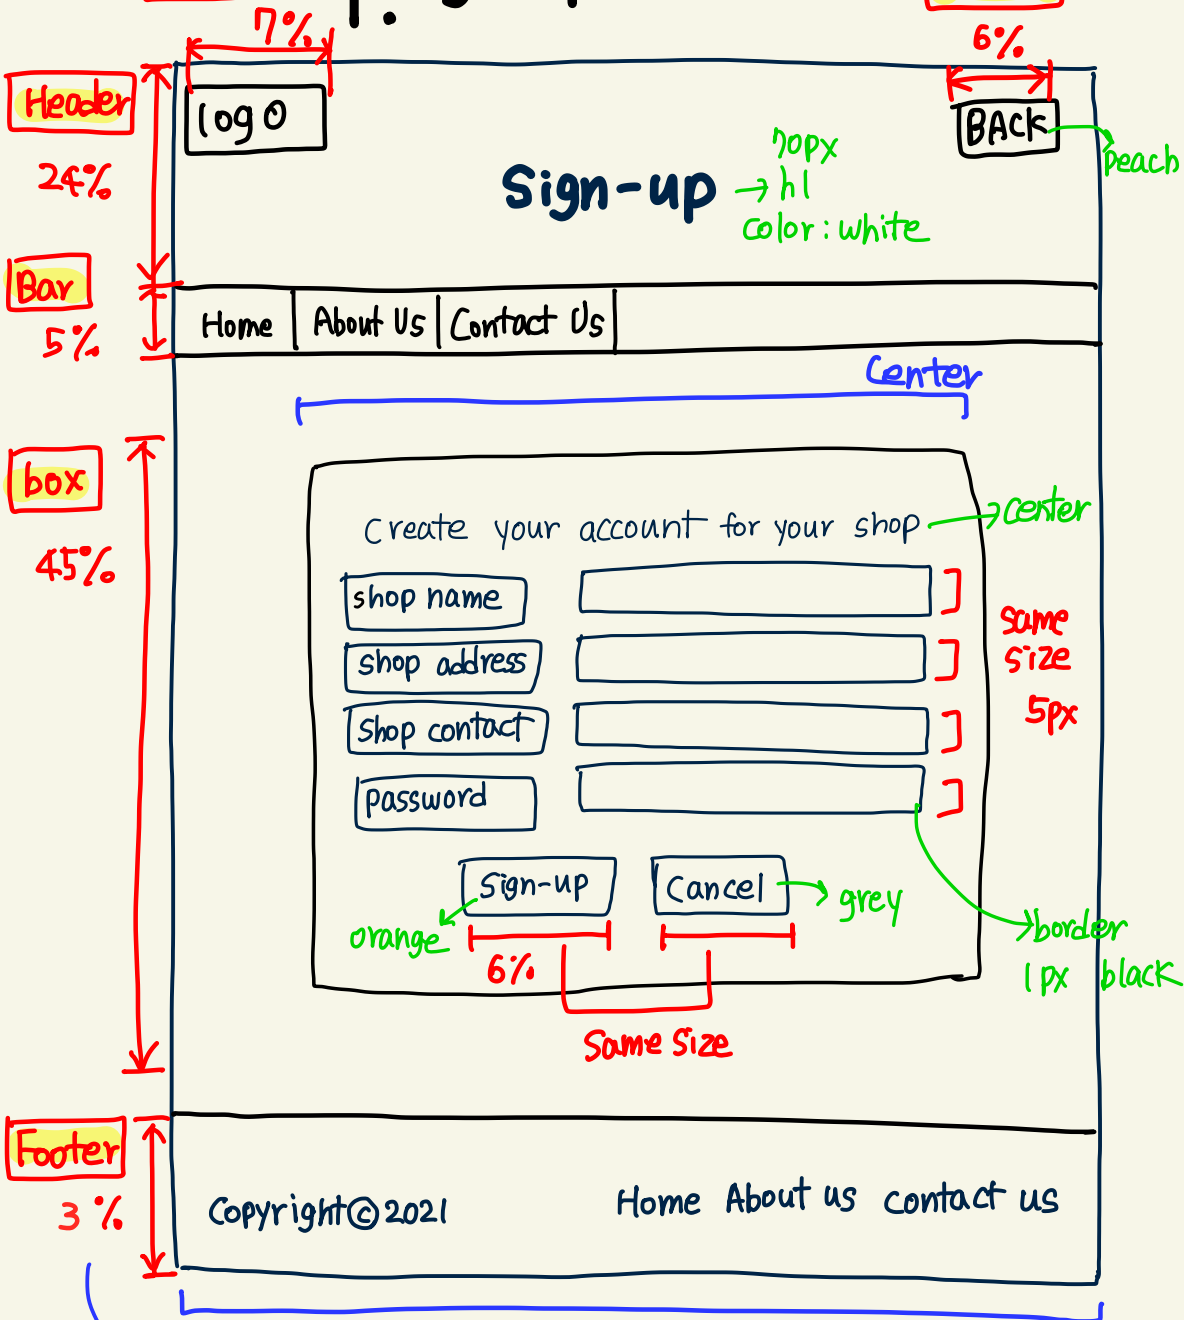 7%
6%
Header
logo
BACK
peach
24%
70px
Sign-up
h1
color: white
Bar
5%
Home
About Us
Contact Us
Center
box
45%
Create your account for your shop
center
shop name
same
size
5px
shop address
shop contact
password
Sign-up
Cancel
orange
grey
6%
border
1px black
Same Size
Footer
3%
Copyright © 2021
Home About us contact us